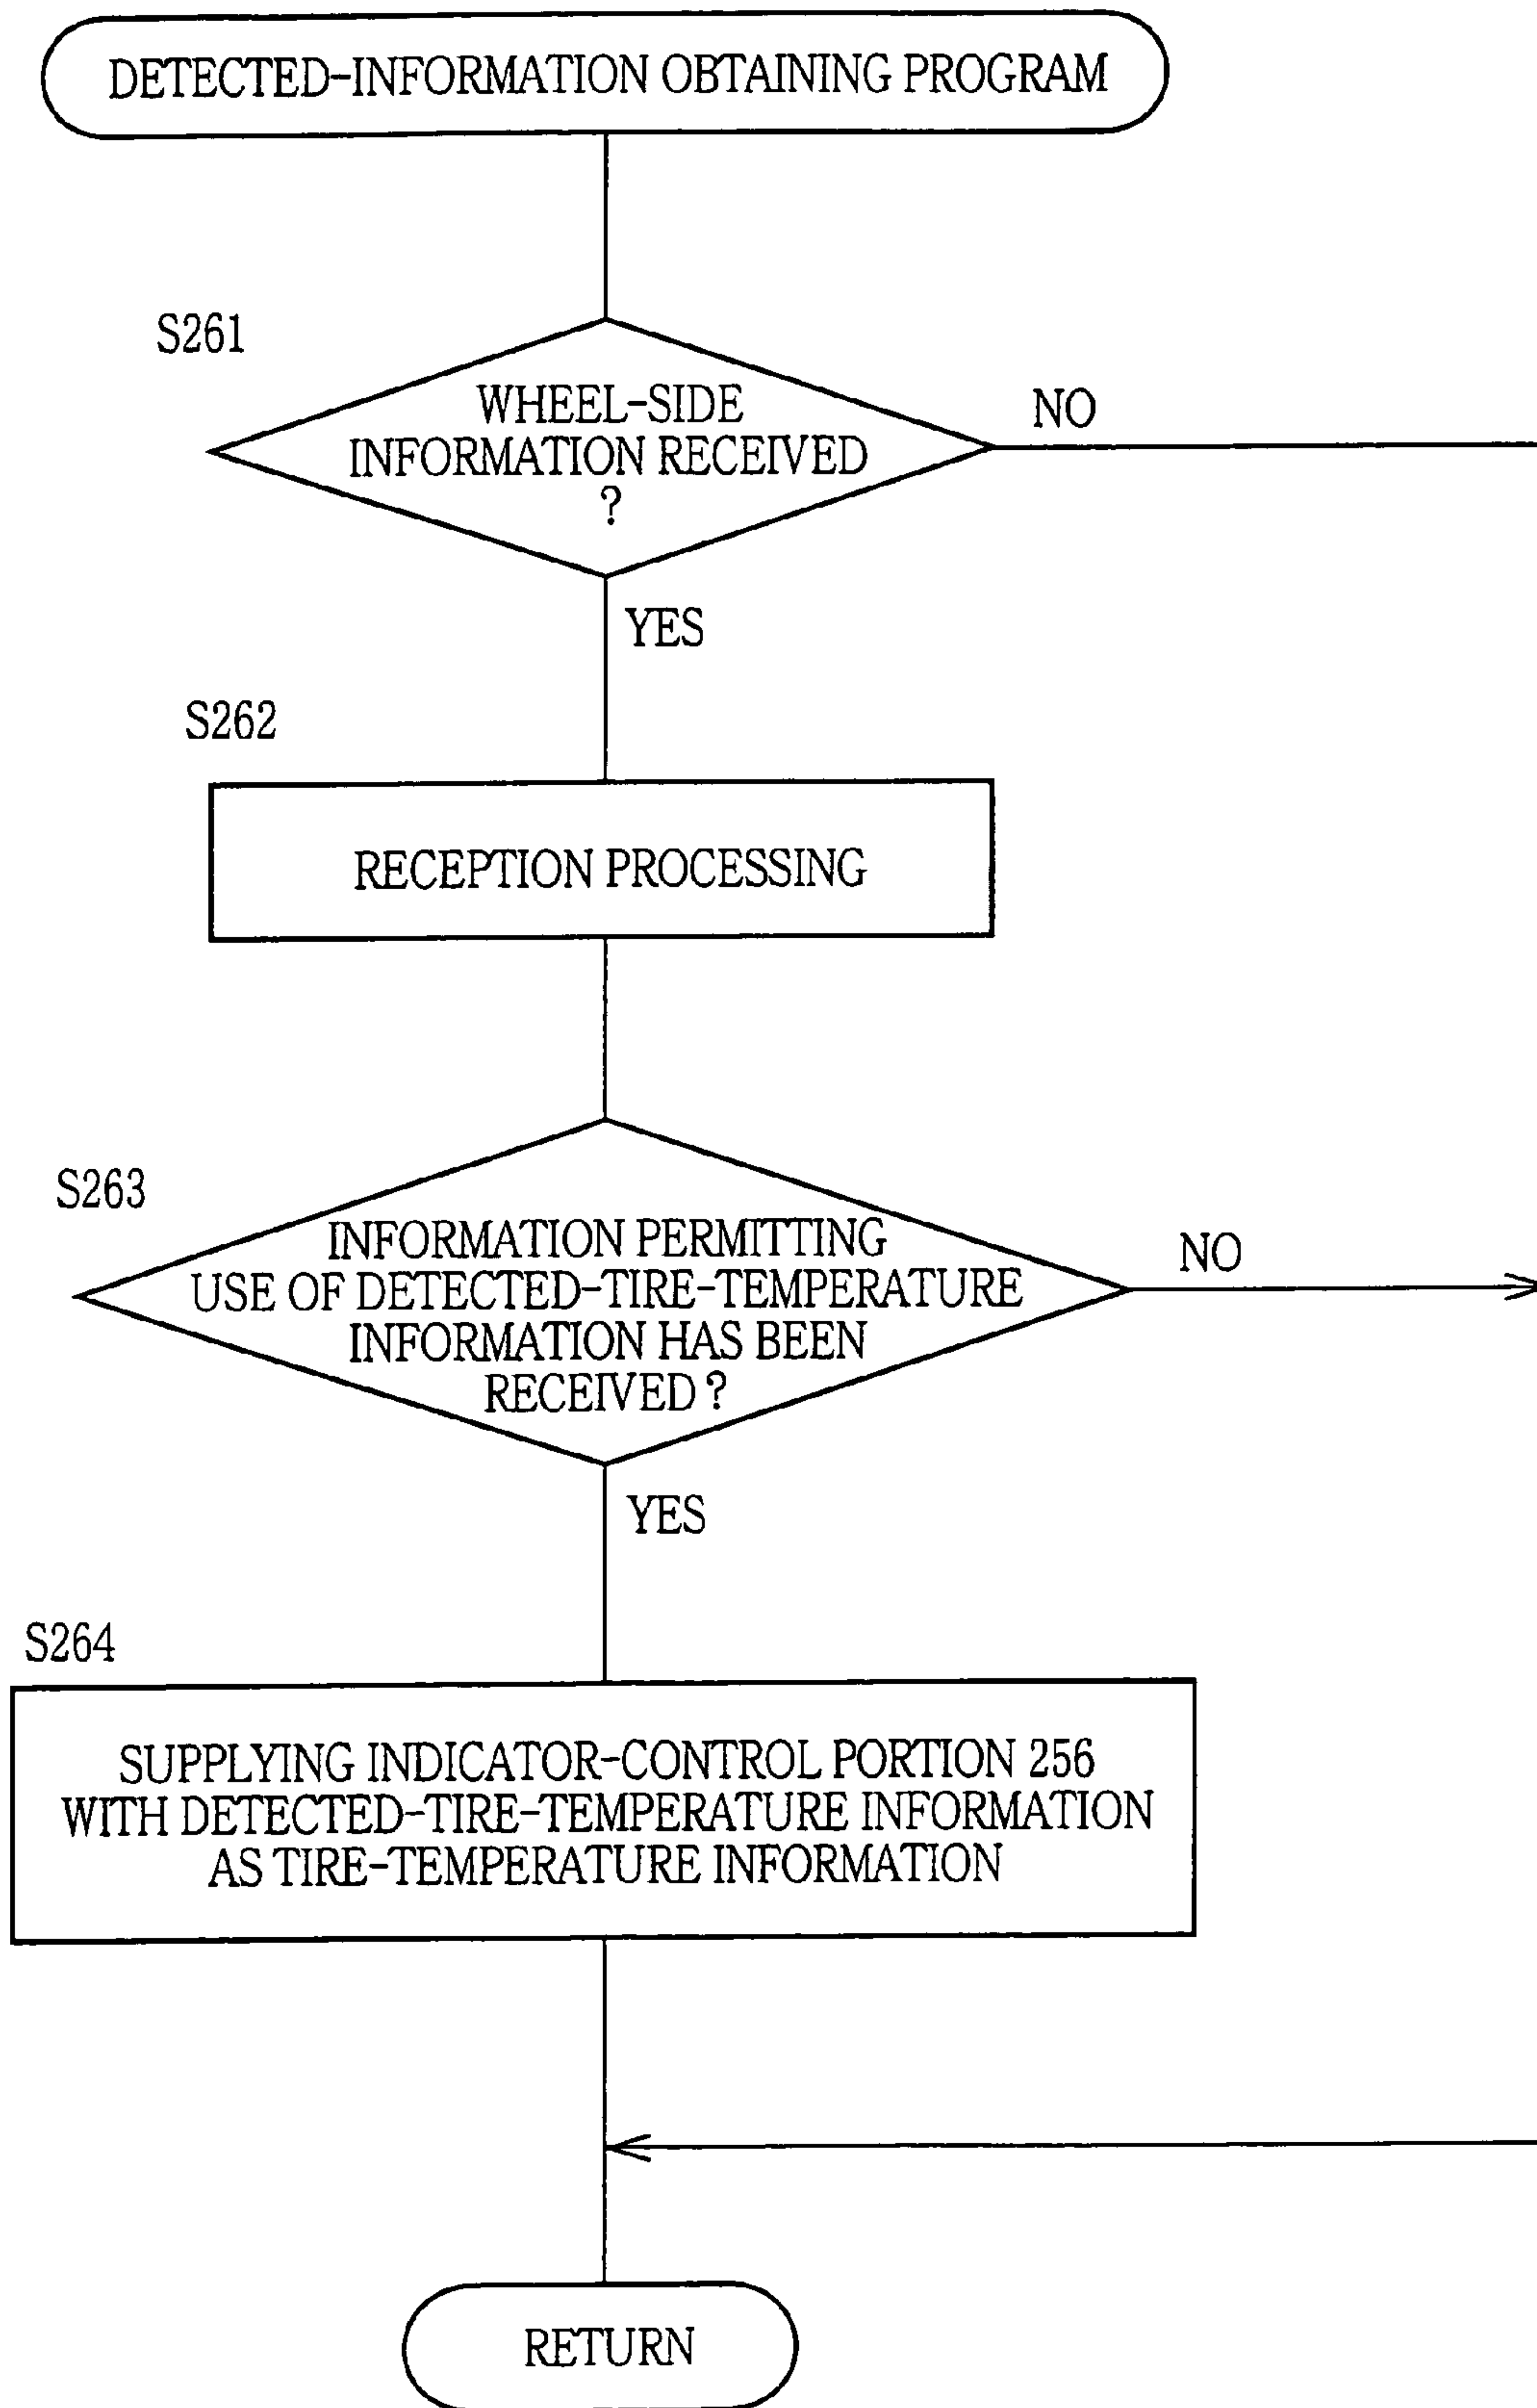 DETECTED-INFORMATION OBTAINING PROGRAM
S261
WHEEL-SIDE
INFORMATION RECEIVED
?
NO
YES
S262
RECEPTION PROCESSING
S263
INFORMATION PERMITTING
USE OF DETECTED-TIRE-TEMPERATURE
INFORMATION HAS BEEN
RECEIVED ?
NO
YES
S264
SUPPLYING INDICATOR-CONTROL PORTION 256
WITH DETECTED-TIRE-TEMPERATURE INFORMATION
AS TIRE-TEMPERATURE INFORMATION
RETURN